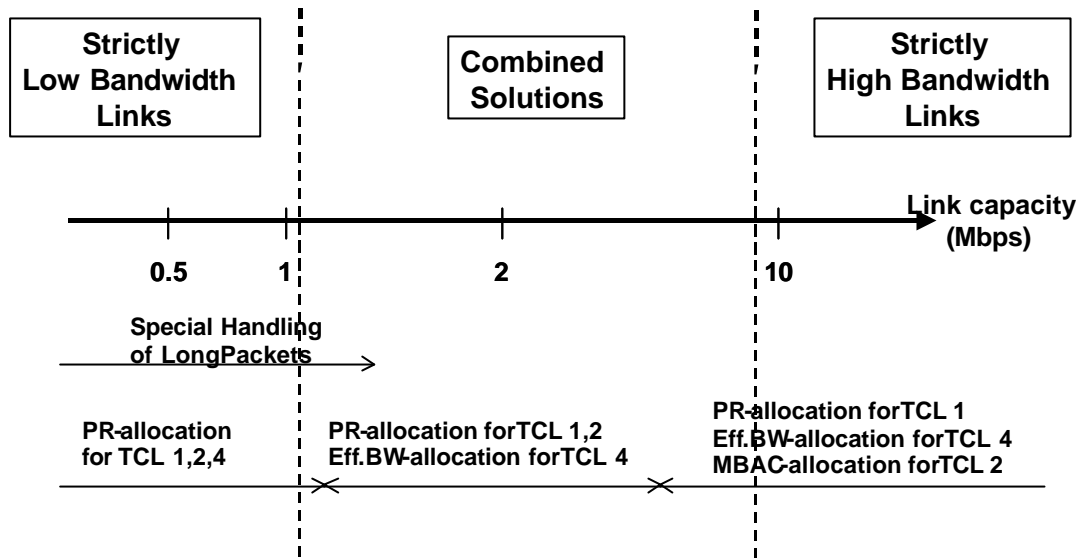 Strictly
Low Bandwidth
Links
Combined
Solutions
Strictly
High Bandwidth
Links
Link capacity
(Mbps)
0.5
1
2
10
Special Handling
of LongPackets
PR-allocation
for TCL 1,2,4
PR-allocation forTCL 1,2
Eff.BW-allocation forTCL 4
PR-allocation forTCL 1
Eff.BW-allocation forTCL 4
MBAC-allocation forTCL 2